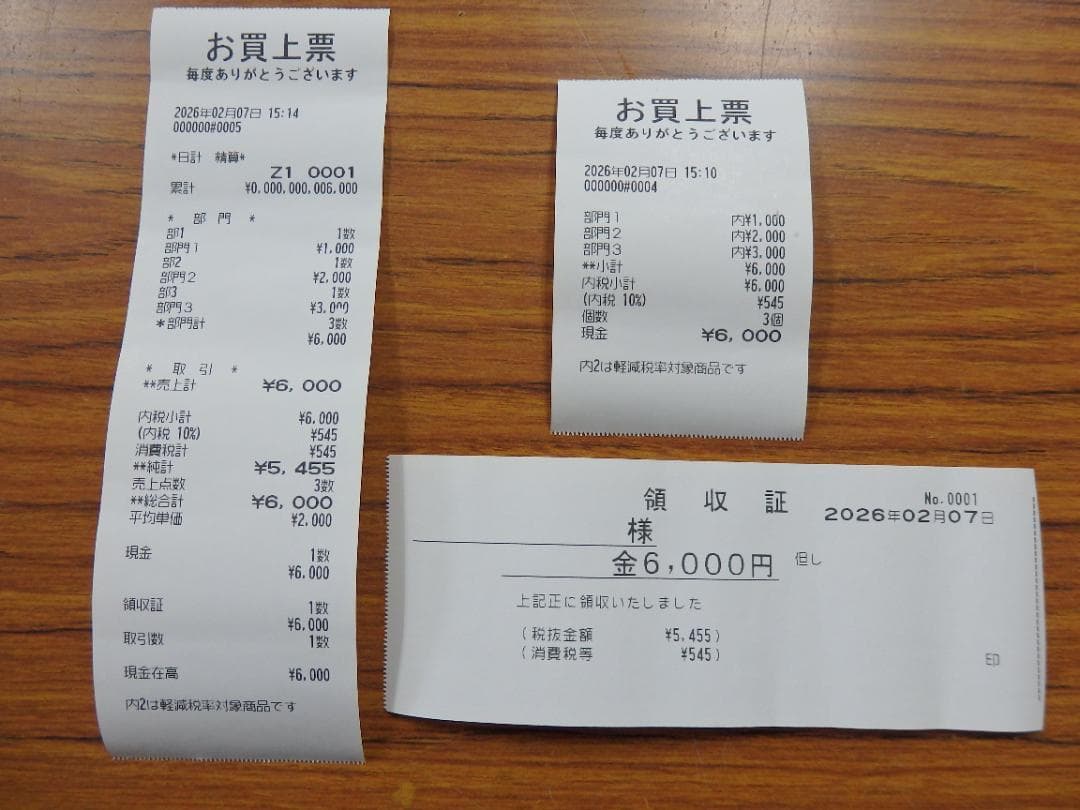 お買上票
毎度ありがとうございます
2026年02月07日 15:14
000000#0005
*日計 精算*
Z1 0001
累計 ¥0,000,000,006,000
* 部 門 *
部1 1数
部門1 ¥1,000
部2 1数
部門2 ¥2,000
部3 1数
部門3 ¥3,000
*部門計 3数
¥6,000
* 取 引 *
**売上計 ¥6,000
内税小計 ¥6,000
(内税 10%) ¥545
消費税計 ¥545
**純計 ¥5,455
売上点数 3数
**総合計 ¥6,000
平均単価 ¥2,000
現金 1数
¥6,000
領収証 1数
¥6,000
取引数 1数
現金在高 ¥6,000
内2は軽減税率対象商品です
お買上票
毎度ありがとうございます
2026年02月07日 15:10
000000#0004
部門1 内¥1,000
部門2 内¥2,000
部門3 内¥3,000
**小計 ¥6,000
内税小計 ¥6,000
(内税 10%) ¥545
個数 3個
現金 ¥6,000
内2は軽減税率対象商品です
領 収 証 No.0001
2026年02月07日
様
金6,000円 但し
上記正に領収いたしました
(税抜金額 ¥5,455)
(消費税等 ¥545)
印